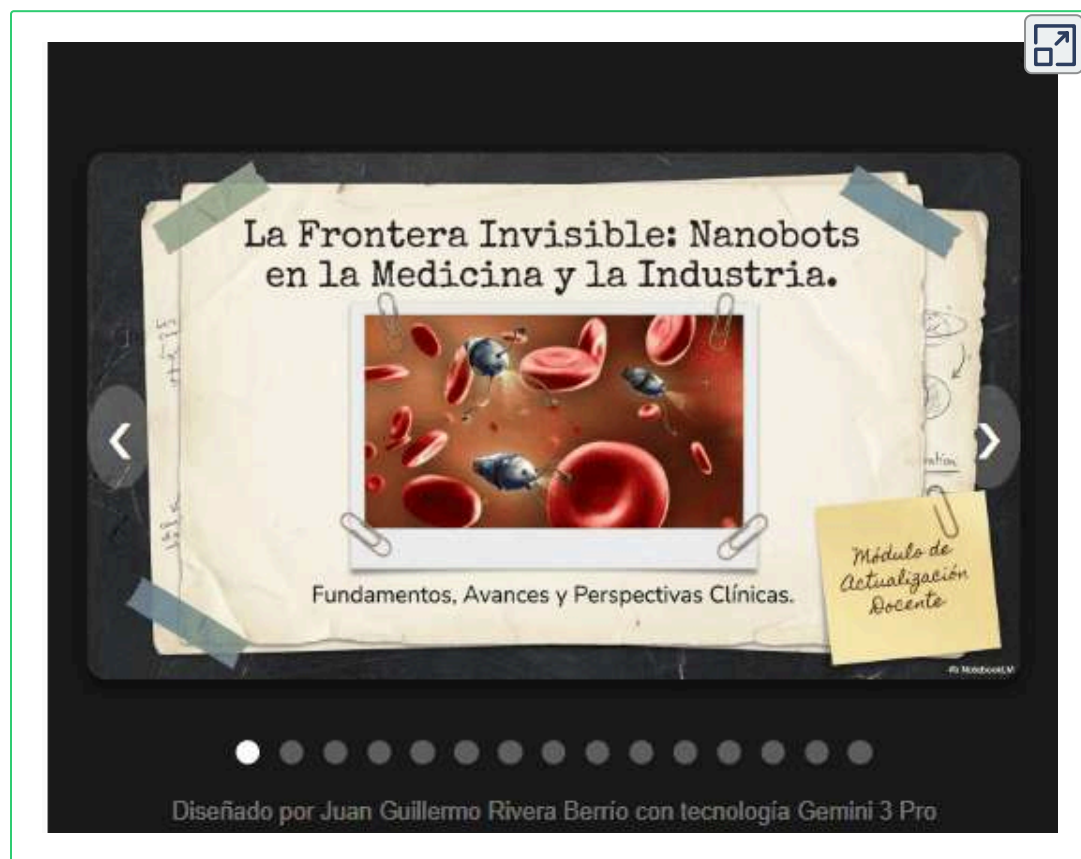 La Frontera Invisible: Nanobots
en la Medicina y la Industria.
Fundamentos, Avances y Perspectivas Clínicas.
Módulo de
Actualización
Docente
NotebookLM
Diseñado por Juan Guillermo Rivera Berrío con tecnología Gemini 3 Pro